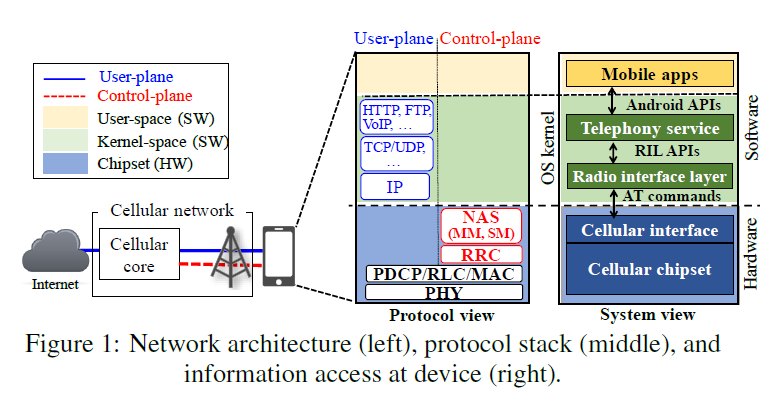 User-plane
Control-plane
User-space (SW)
Kernel-space (SW)
Chipset (HW)
Cellular network
Cellular
core
Internet
User-plane Control-plane
HTTP, FTP,
VoIP, ...
TCP/UDP,
...
IP
NAS
(MM, SM)
RRC
PDCP/RLC/MAC
PHY
Protocol view
OS kernel
Mobile apps
Android APIs
Telephony service
RIL APIs
Radio interface layer
AT commands
Cellular interface
Cellular chipset
System view
Software
Hardware
Figure 1: Network architecture (left), protocol stack (middle), and
information access at device (right).